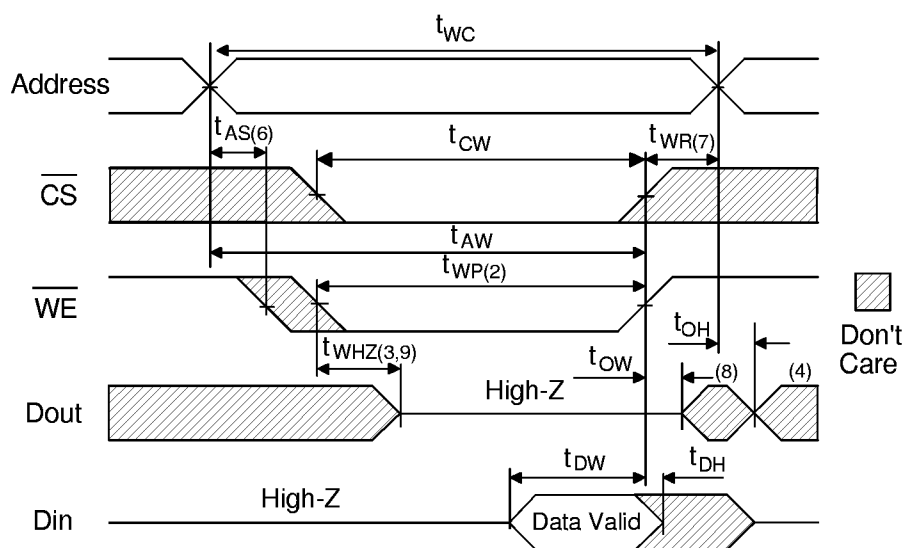 tWC
Address
tAS(6)
tCW
tWR(7)
CS
tAW
tWP(2)
WE
tWHZ(3,9)
tOW
tOH
Don't
Care
(8)
(4)
High-Z
Dout
tDW
tDH
High-Z
Din
Data Valid